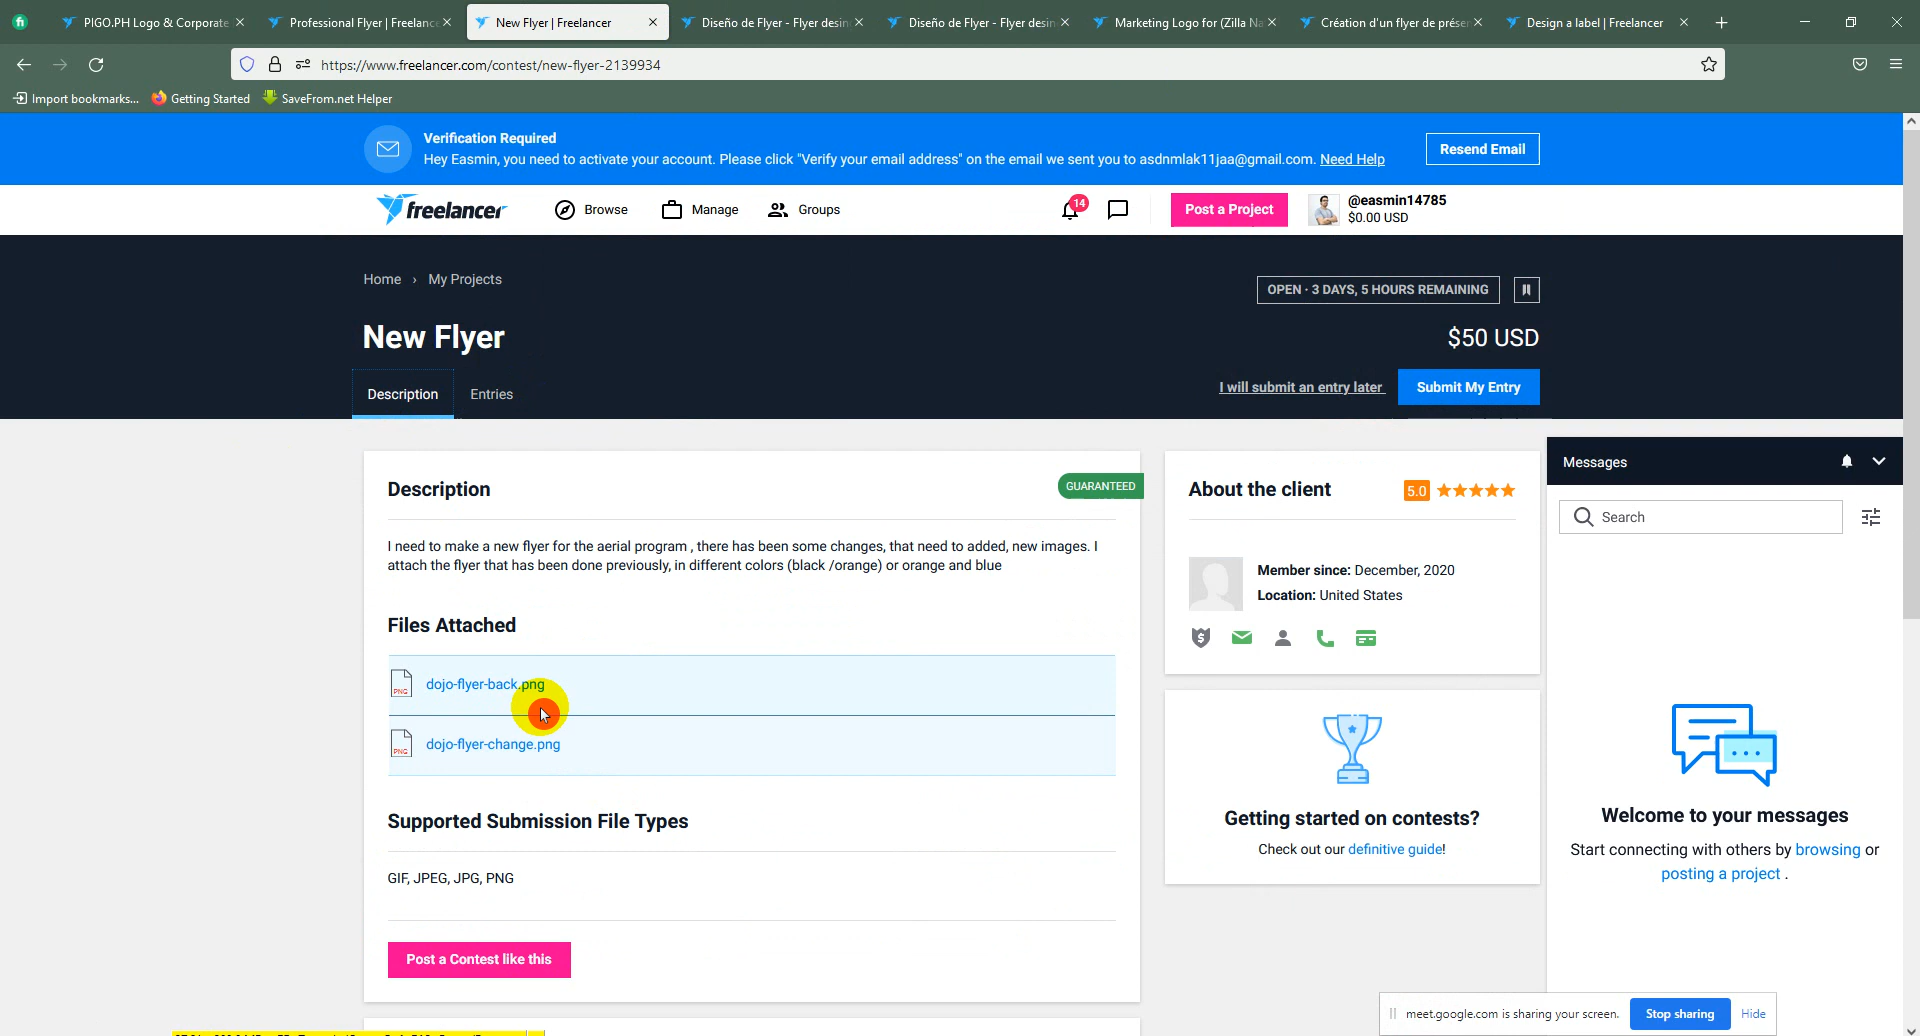 PIGO.PH Logo & Corporate
Professional Flyer | Freelance
New Flyer | Freelancer
Diseño de Flyer - Flyer desin
Diseño de Flyer - Flyer desin
Marketing Logo for (Zilla Na
Création d'un flyer de prése
Design a label | Freelancer
https://www.freelancer.com/contest/new-flyer-2139934
Import bookmarks...
Getting Started
SaveFrom.net Helper
Verification Required
Hey Easmin, you need to activate your account. Please click "Verify your email address" on the email we sent you to asdnmlak11jaa@gmail.com. Need Help
Resend Email
freelancer
Browse
Manage
Groups
14
Post a Project
@easmin14785
$0.00 USD
Home › My Projects
OPEN · 3 DAYS, 5 HOURS REMAINING
New Flyer
$50 USD
Description
Entries
I will submit an entry later
Submit My Entry
Description
GUARANTEED
I need to make a new flyer for the aerial program , there has been some changes, that need to added, new images. I
attach the flyer that has been done previously, in different colors (black /orange) or orange and blue
Files Attached
PNG
dojo-flyer-back.png
PNG
dojo-flyer-change.png
Supported Submission File Types
GIF, JPEG, JPG, PNG
Post a Contest like this
About the client
5.0
Member since: December, 2020
Location: United States
Getting started on contests?
Check out our definitive guide!
Messages
Search
Welcome to your messages
Start connecting with others by browsing or
posting a project .
meet.google.com is sharing your screen.
Stop sharing
Hide